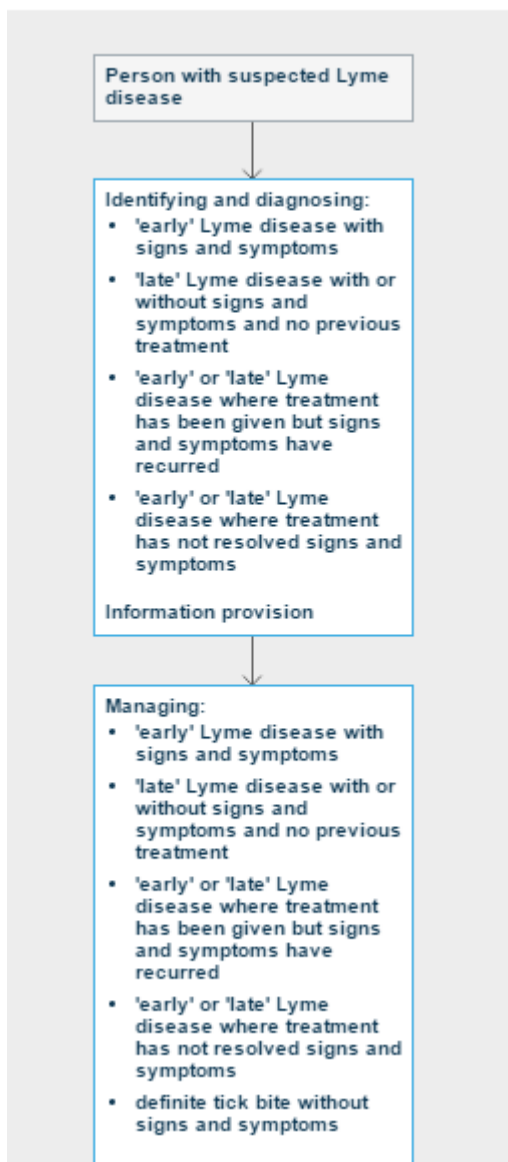 Person with suspected Lyme
disease
Identifying and diagnosing:
• 'early' Lyme disease with
signs and symptoms
• 'late' Lyme disease with or
without signs and
symptoms and no previous
treatment
• 'early' or 'late' Lyme
disease where treatment
has been given but signs
and symptoms have
recurred
• 'early' or 'late' Lyme
disease where treatment
has not resolved signs and
symptoms
Information provision
Managing:
• 'early' Lyme disease with
signs and symptoms
• 'late' Lyme disease with or
without signs and
symptoms and no previous
treatment
• 'early' or 'late' Lyme
disease where treatment
has been given but signs
and symptoms have
recurred
• 'early' or 'late' Lyme
disease where treatment
has not resolved signs and
symptoms
• definite tick bite without
signs and symptoms